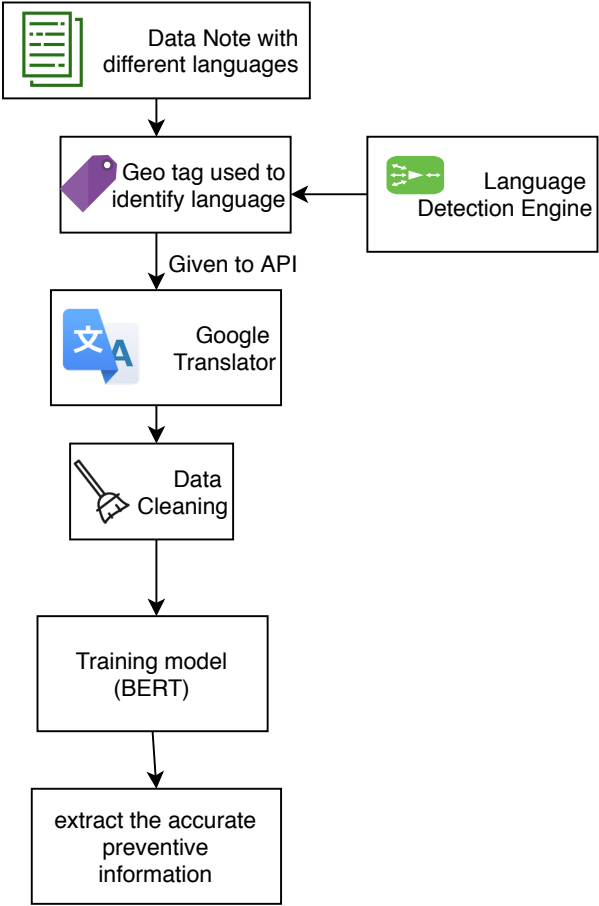 Data Note with
different languages
Geo tag used to
identify language
Language
Detection Engine
Given to API
文
A
Google
Translator
Data
Cleaning
Training model
(BERT)
extract the accurate
preventive
information